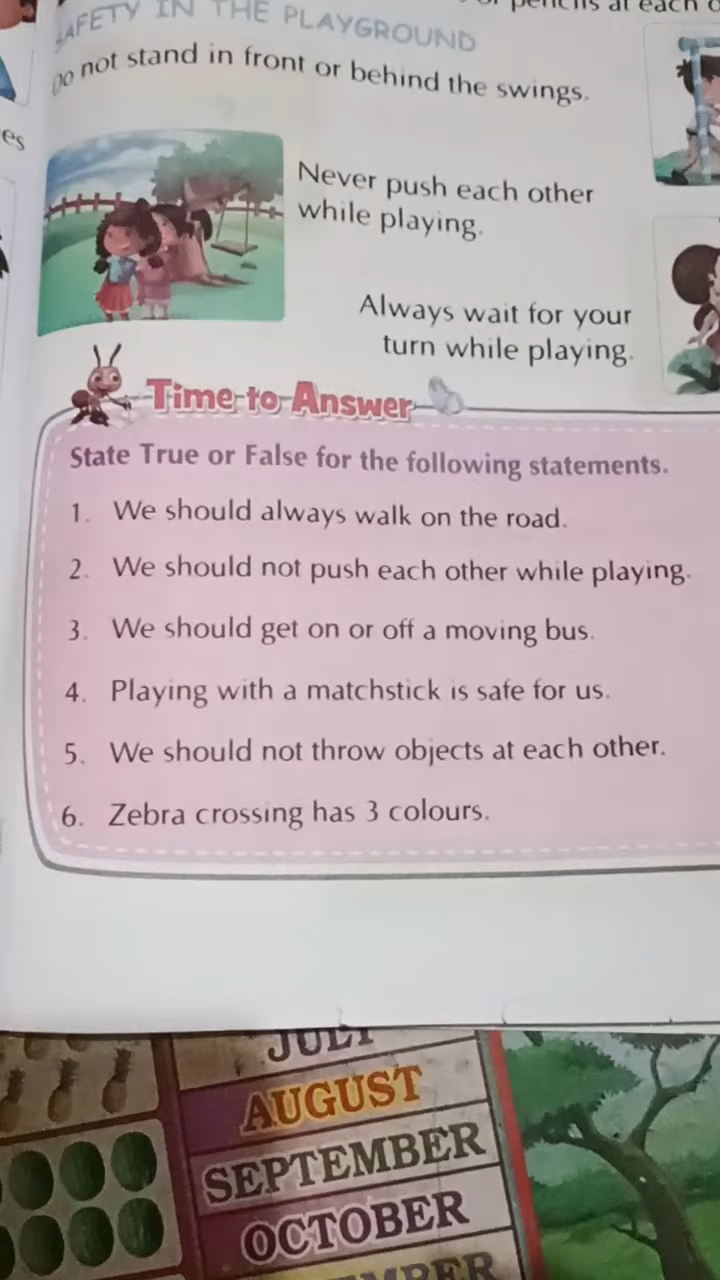 pencils at each
SAFETY IN THE PLAYGROUND
Do not stand in front or behind the swings.
es
Never push each other
while playing.
Always wait for your
turn while playing.
Time to Answer
State True or False for the following statements.
1. We should always walk on the road.
2. We should not push each other while playing.
3. We should get on or off a moving bus.
4. Playing with a matchstick is safe for us.
5. We should not throw objects at each other.
6. Zebra crossing has 3 colours.
JULY
AUGUST
SEPTEMBER
OCTOBER